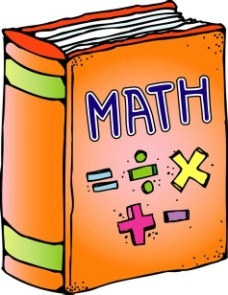 MATH
= ÷ ×
+ -